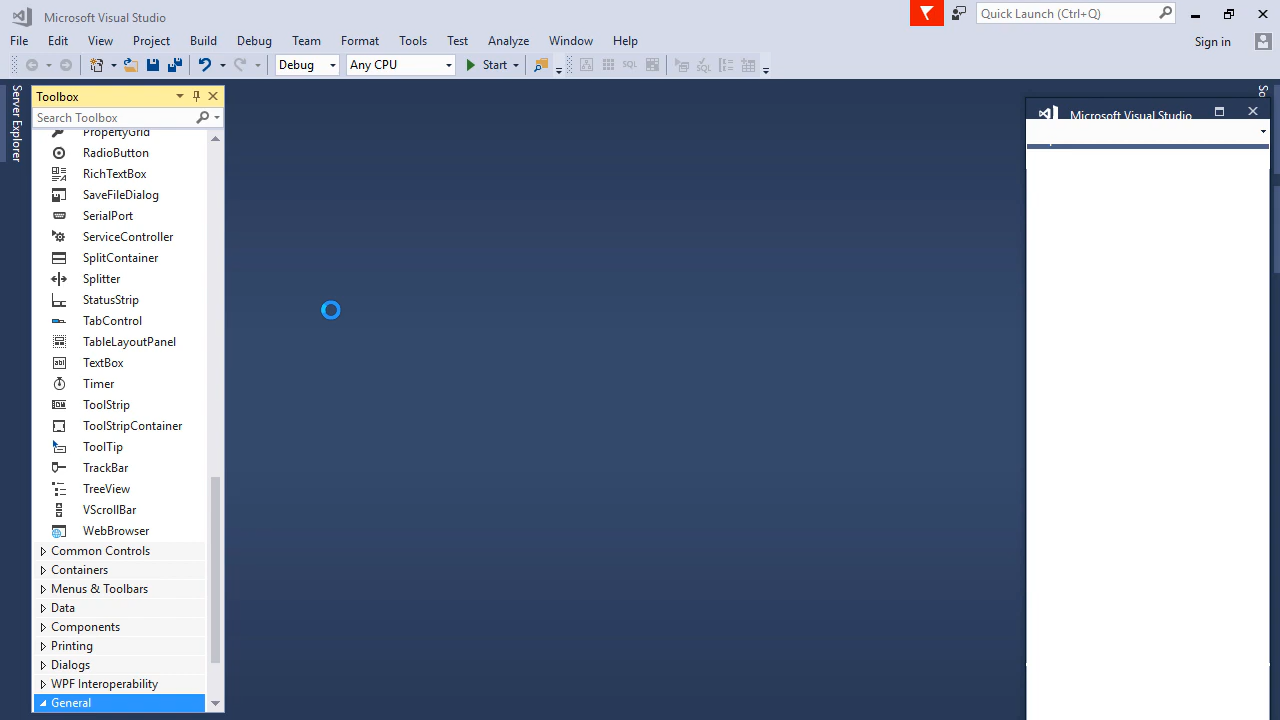 Microsoft Visual Studio
Quick Launch (Ctrl+Q)
File Edit View Project Build Debug Team Format Tools Test Analyze Window Help
Sign in
Debug Any CPU Start
Server Explorer
Toolbox
Search Toolbox
PropertyGrid
RadioButton
RichTextBox
SaveFileDialog
SerialPort
ServiceController
SplitContainer
Splitter
StatusStrip
TabControl
TableLayoutPanel
TextBox
Timer
ToolStrip
ToolStripContainer
ToolTip
TrackBar
TreeView
VScrollBar
WebBrowser
Common Controls
Containers
Menus & Toolbars
Data
Components
Printing
Dialogs
WPF Interoperability
General
Microsoft Visual Studio